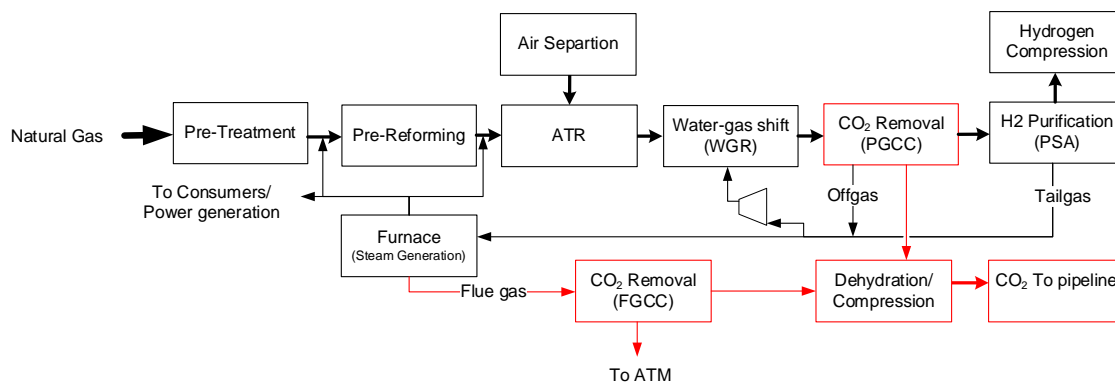 Air Separtion
Hydrogen
Compression
Natural Gas
Pre-Treatment
Pre-Reforming
ATR
Water-gas shift
(WGR)
CO₂ Removal
(PGCC)
H2 Purification
(PSA)
To Consumers/
Power generation
Offgas
Tailgas
Furnace
(Steam Generation)
Flue gas
CO₂ Removal
(FGCC)
Dehydration/
Compression
CO₂ To pipeline
To ATM